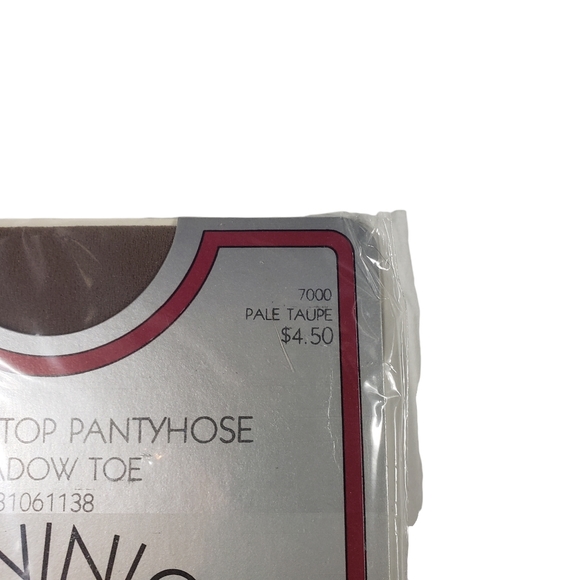 7000
PALE TAUPE
$4.50
TOP PANTYHOSE
ADOW TOE
31061138